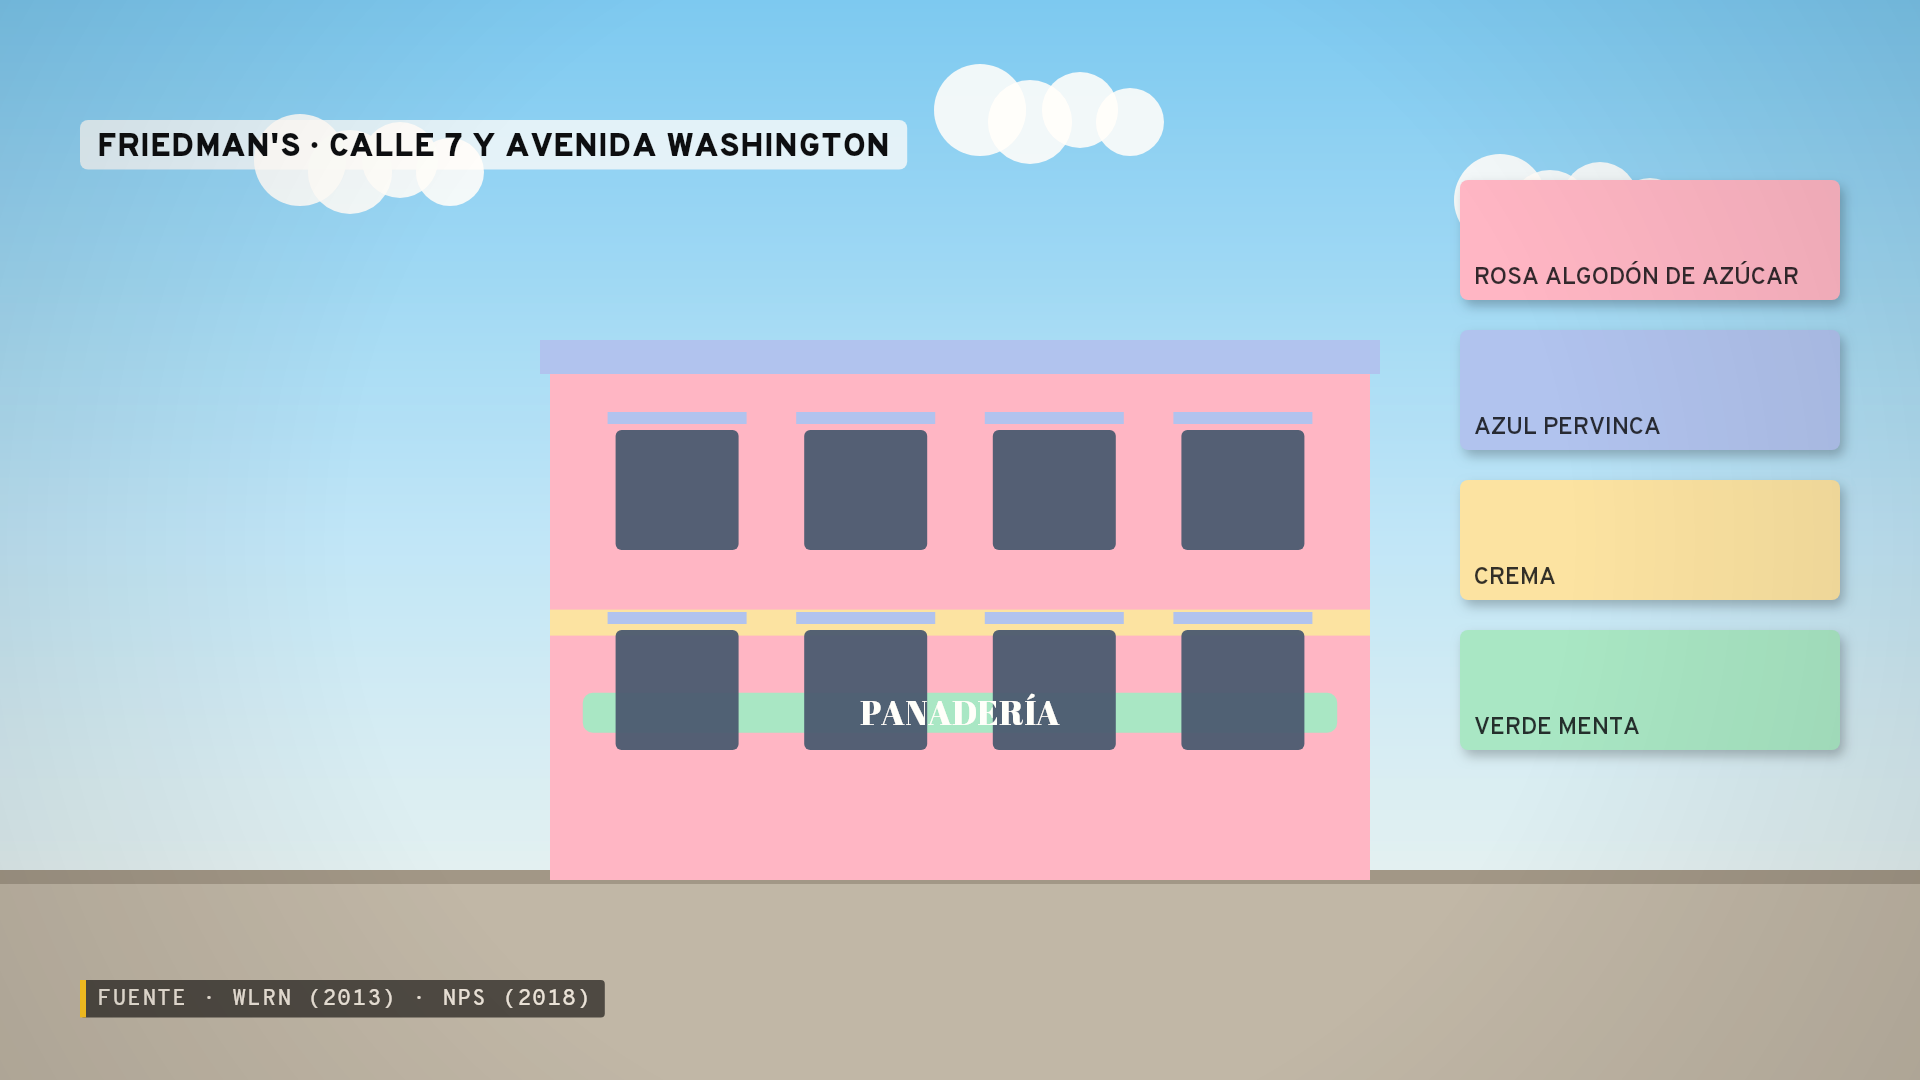 FRIEDMAN'S · CALLE 7 Y AVENIDA WASHINGTON
ROSA ALGODÓN DE AZÚCAR
AZUL PERVINCA
CREMA
VERDE MENTA
PANADERÍA
FUENTE · WLRN (2013) · NPS (2018)